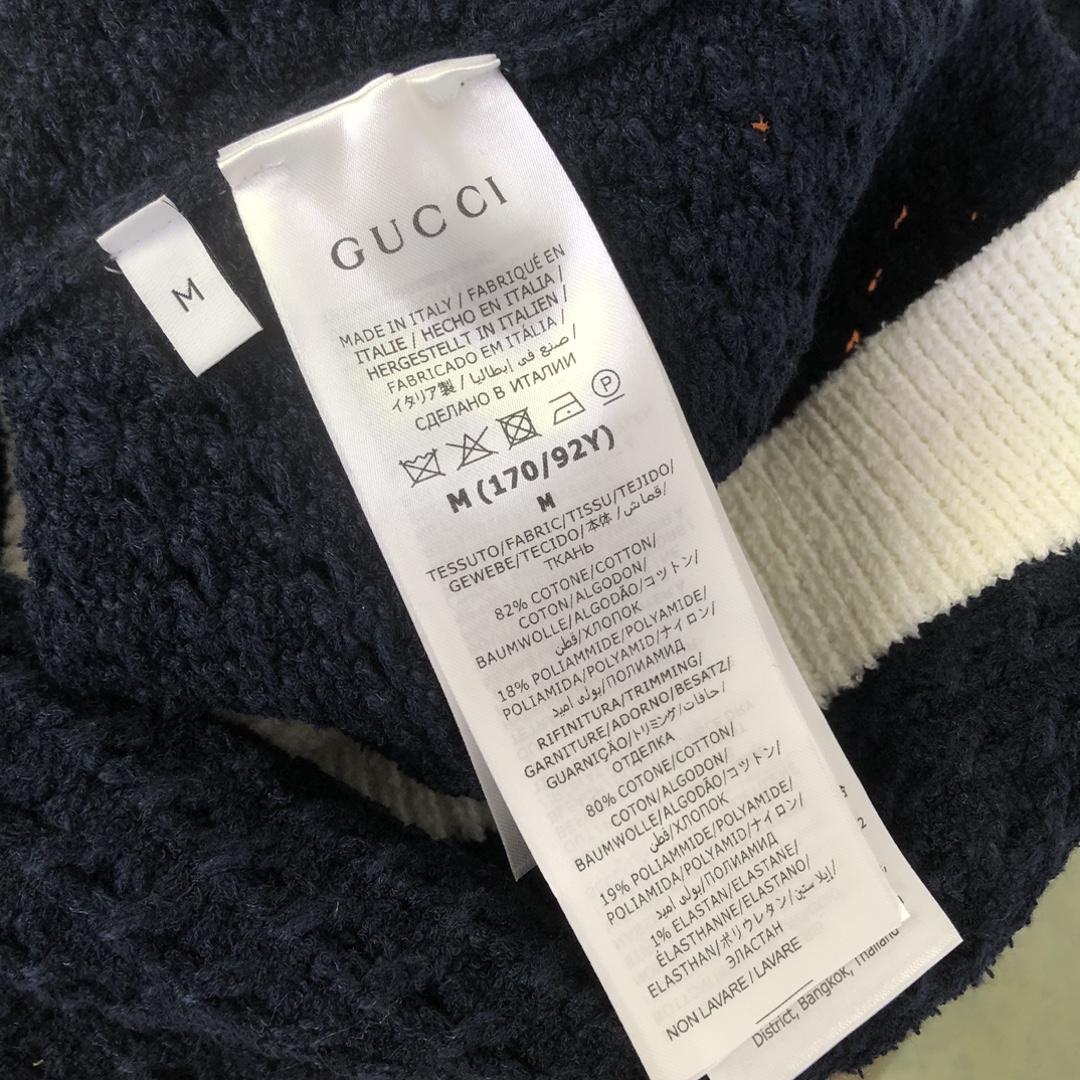 M
GUCCI
MADE IN ITALY / FABRIQUÉ EN
ITALIE / HECHO EN ITALIA /
HERGESTELLT IN ITALIEN /
FABRICADO EM ITÁLIA /
イタリア製 / صنع في إيطاليا /
СДЕЛАНО В ИТАЛИИ
P
M (170/92Y)
M
TESSUTO/FABRIC/TISSU/TEJIDO/
GEWEBE/TECIDO/本体/قماش/
ТКАНЬ
82% COTONE/COTTON/
COTON/ALGODON/
BAUMWOLLE/ALGODÃO/コットン/
قطن/ХЛОПОК
18% POLIAMMIDE/POLYAMIDE/
POLIAMIDA/POLYAMID/ナイロン/
بولي اميد/ПОЛИАМИД
RIFINITURA/TRIMMING/
GARNITURE/ADORNO/BESATZ/
GUARNIÇÃO/トリミング/حافات/
ОТДЕЛКА
80% COTONE/COTTON/
COTON/ALGODON/
BAUMWOLLE/ALGODÃO/コットン/
قطن/ХЛОПОК
19% POLIAMMIDE/POLYAMIDE/
POLIAMIDA/POLYAMID/ナイロン/
بولي اميد/ПОЛИАМИД
1% ELASTAN/ELASTANE/
ÉLASTHANNE/ELASTANO/
ELASTHAN/ポリウレタン/إيلاستين/
ЭЛАСТАН
NON LAVARE / LAVARE
2
District, Bangkok, Thailand